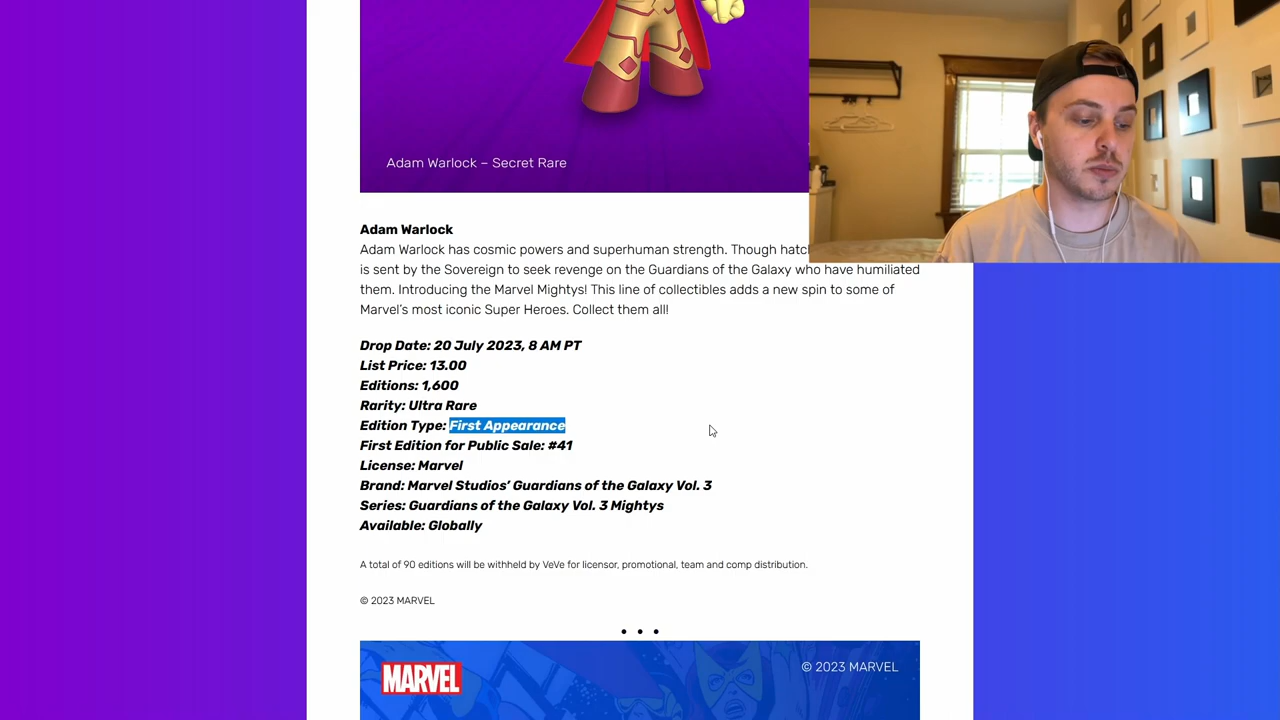 Adam Warlock – Secret Rare
Adam Warlock
Adam Warlock has cosmic powers and superhuman strength. Though
is sent by the Sovereign to seek revenge on the Guardians of the Galaxy who have humiliated
them. Introducing the Marvel Mightys! This line of collectibles adds a new spin to some of
Marvel's most iconic Super Heroes. Collect them all!
Drop Date: 20 July 2023, 8 AM PT
List Price: 13.00
Editions: 1,600
Rarity: Ultra Rare
Edition Type: First Appearance
First Edition for Public Sale: #41
License: Marvel
Brand: Marvel Studios' Guardians of the Galaxy Vol. 3
Series: Guardians of the Galaxy Vol. 3 Mightys
Available: Globally
A total of 90 editions will be withheld by VeVe for licensor, promotional, team and comp distribution.
© 2023 MARVEL
• • •
MARVEL
© 2023 MARVEL